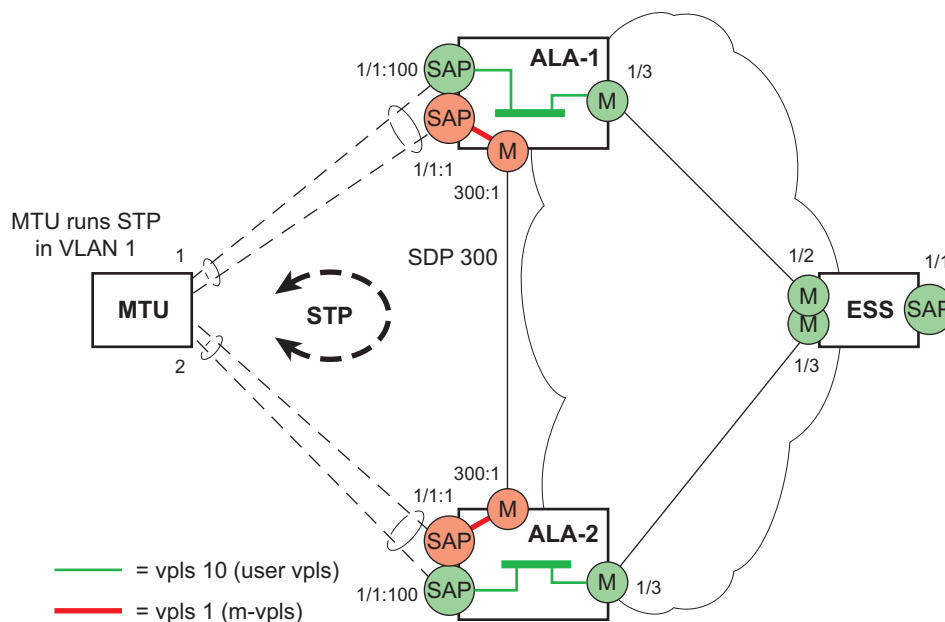 ALA-1
1/1:100
SAP
1/3
M
SAP
M
1/1:1
300:1
MTU runs STP
in VLAN 1
1
SDP 300
1/2
1/1
MTU
STP
M
M
ESS
SAP
2
1/3
300:1
1/1:1
M
SAP
ALA-2
= vpls 10 (user vpls)
SAP
M
1/1:100
1/3
= vpls 1 (m-vpls)